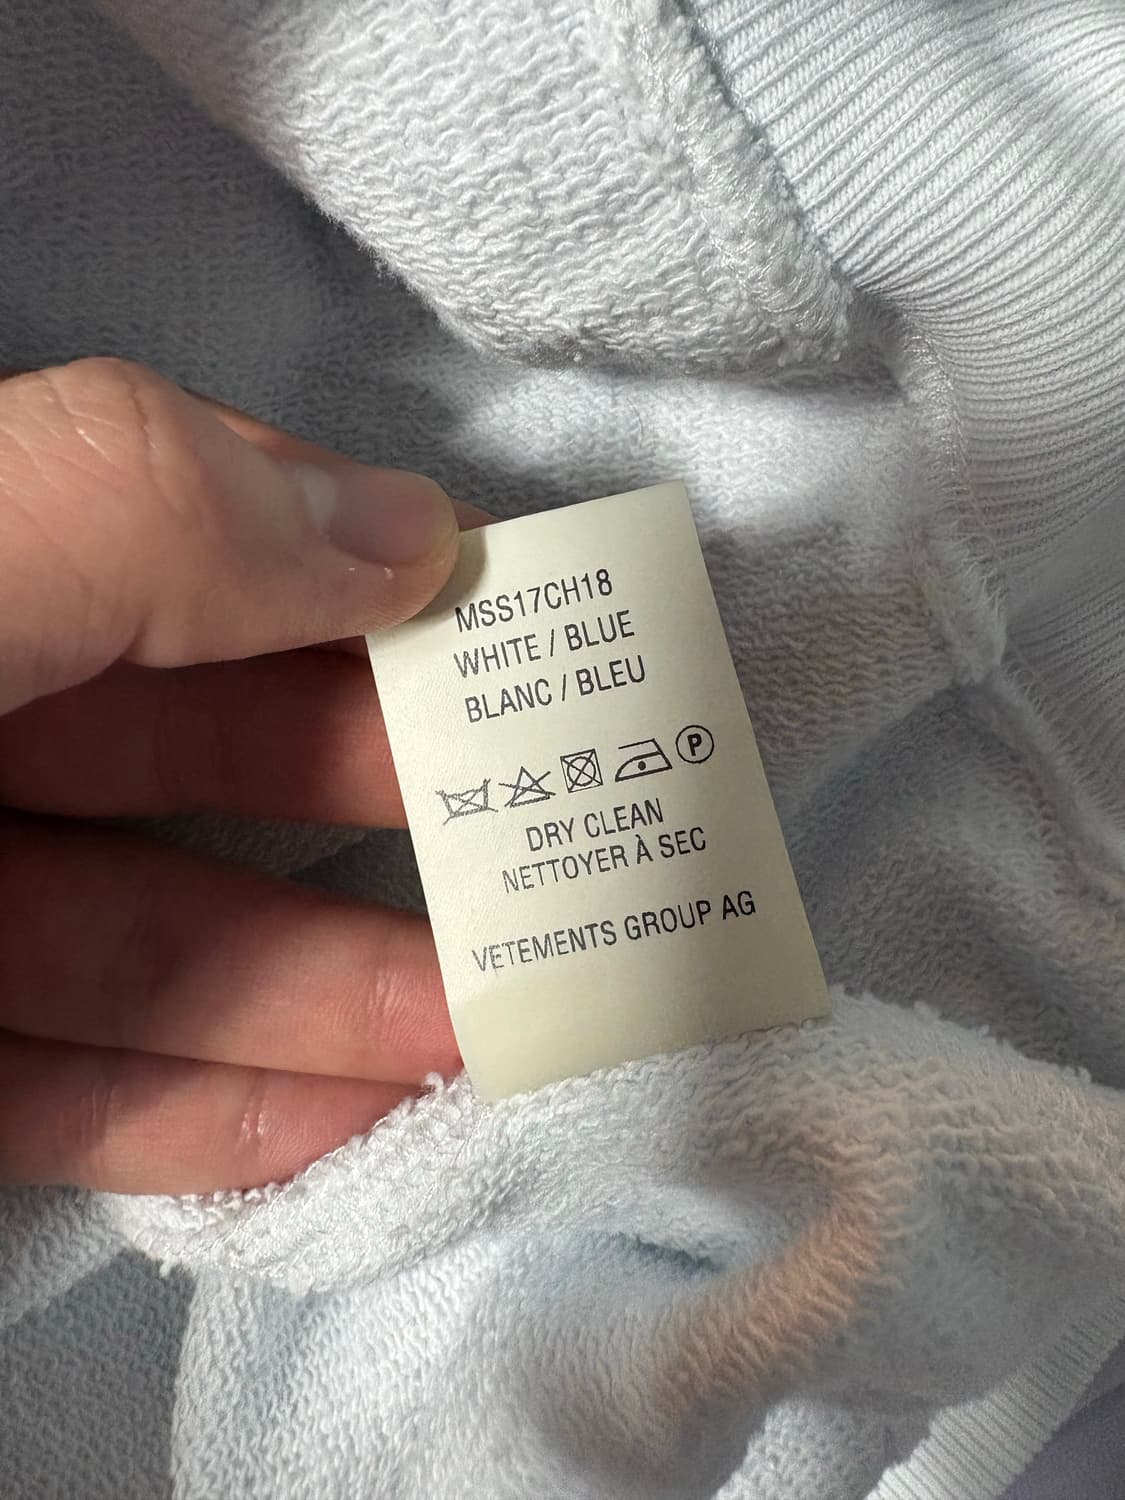 MSS17CH18
WHITE / BLUE
BLANC / BLEU
P
DRY CLEAN
NETTOYER À SEC
VETEMENTS GROUP AG